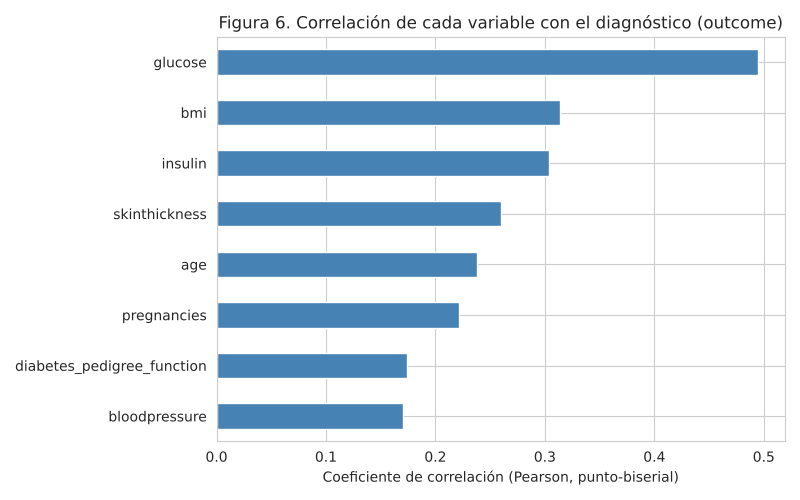 Figura 6. Correlación de cada variable con el diagnóstico (outcome)
glucose
bmi
insulin
skinthickness
age
pregnancies
diabetes_pedigree_function
bloodpressure
0.0 0.1 0.2 0.3 0.4 0.5
Coeficiente de correlación (Pearson, punto-biserial)